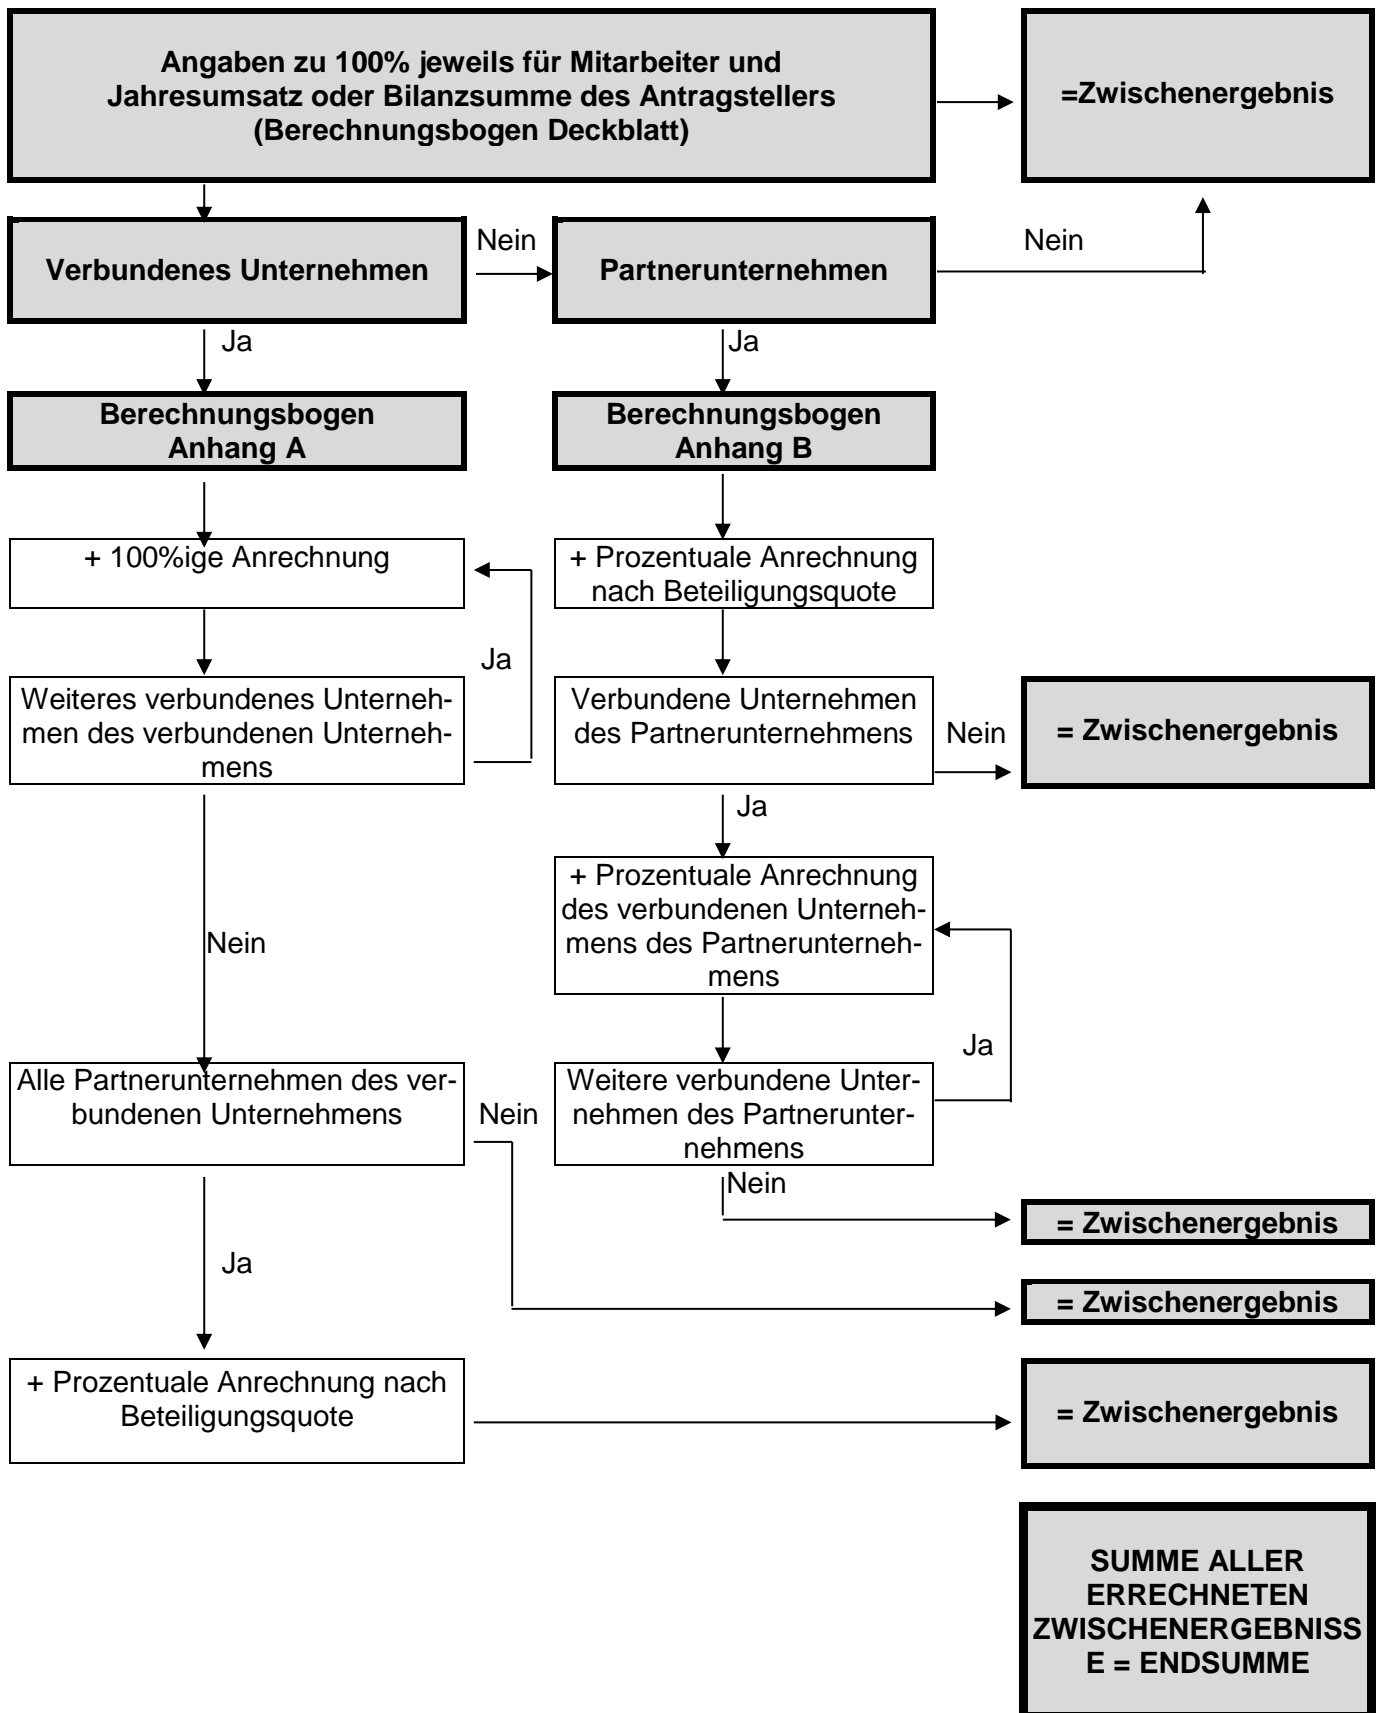 Angaben zu 100% jeweils für Mitarbeiter und
Jahresumsatz oder Bilanzsumme des Antragstellers
(Berechnungsbogen Deckblatt)
=Zwischenergebnis
Verbundenes Unternehmen
Nein
Partnerunternehmen
Nein
Ja
Ja
Berechnungsbogen
Anhang A
Berechnungsbogen
Anhang B
+ 100%ige Anrechnung
+ Prozentuale Anrechnung
nach Beteiligungsquote
Ja
Weiteres verbundenes Unterneh-
men des verbundenen Unterneh-
mens
Verbundene Unternehmen
des Partnerunternehmens
Nein
= Zwischenergebnis
Ja
+ Prozentuale Anrechnung
des verbundenen Unterneh-
mens des Partnerunterneh-
mens
Nein
Ja
Alle Partnerunternehmen des ver-
bundenen Unternehmens
Nein
Weitere verbundene Unter-
nehmen des Partnerunter-
nehmens
Nein
= Zwischenergebnis
Ja
= Zwischenergebnis
+ Prozentuale Anrechnung nach
Beteiligungsquote
= Zwischenergebnis
SUMME ALLER
ERRECHNETEN
ZWISCHENERGEBNISS
E = ENDSUMME